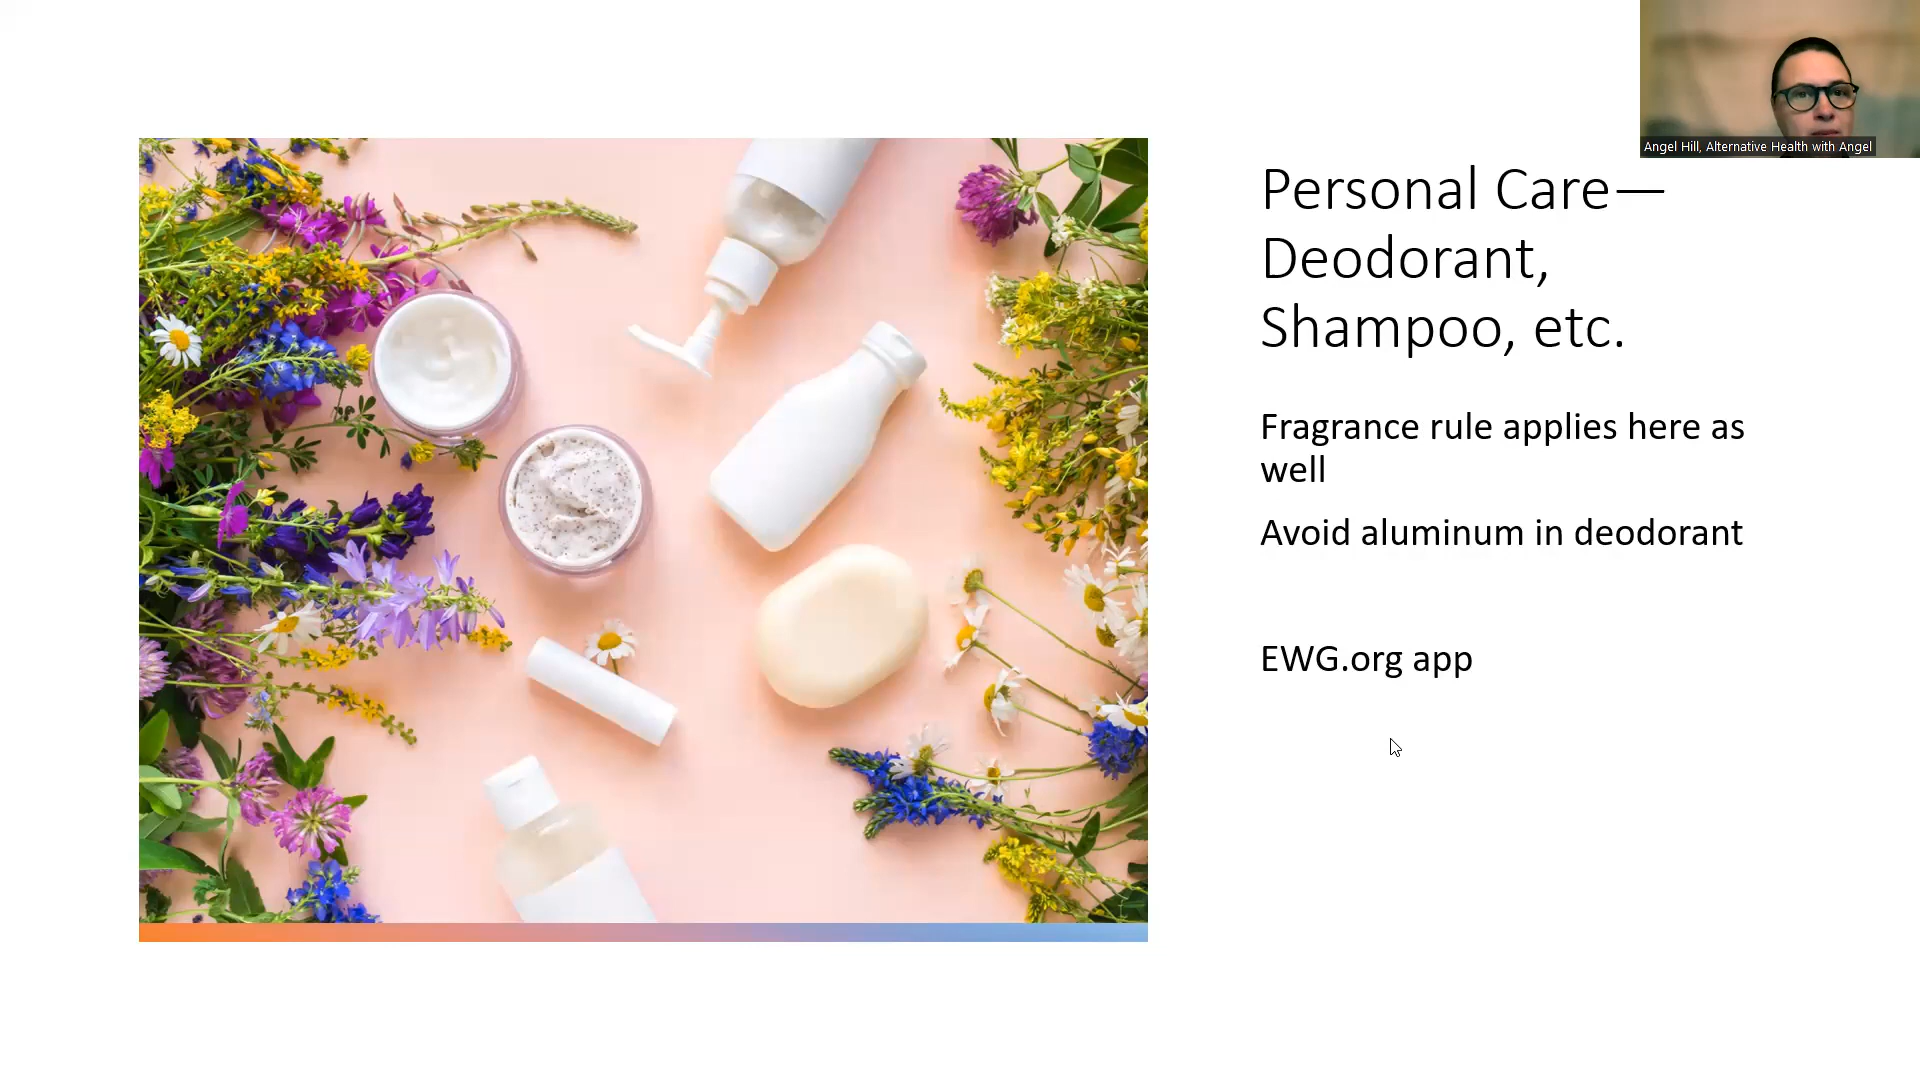 Angel Hill, Alternative Health with Angel
Personal Care—
Deodorant,
Shampoo, etc.
Fragrance rule applies here as
well
Avoid aluminum in deodorant
EWG.org app